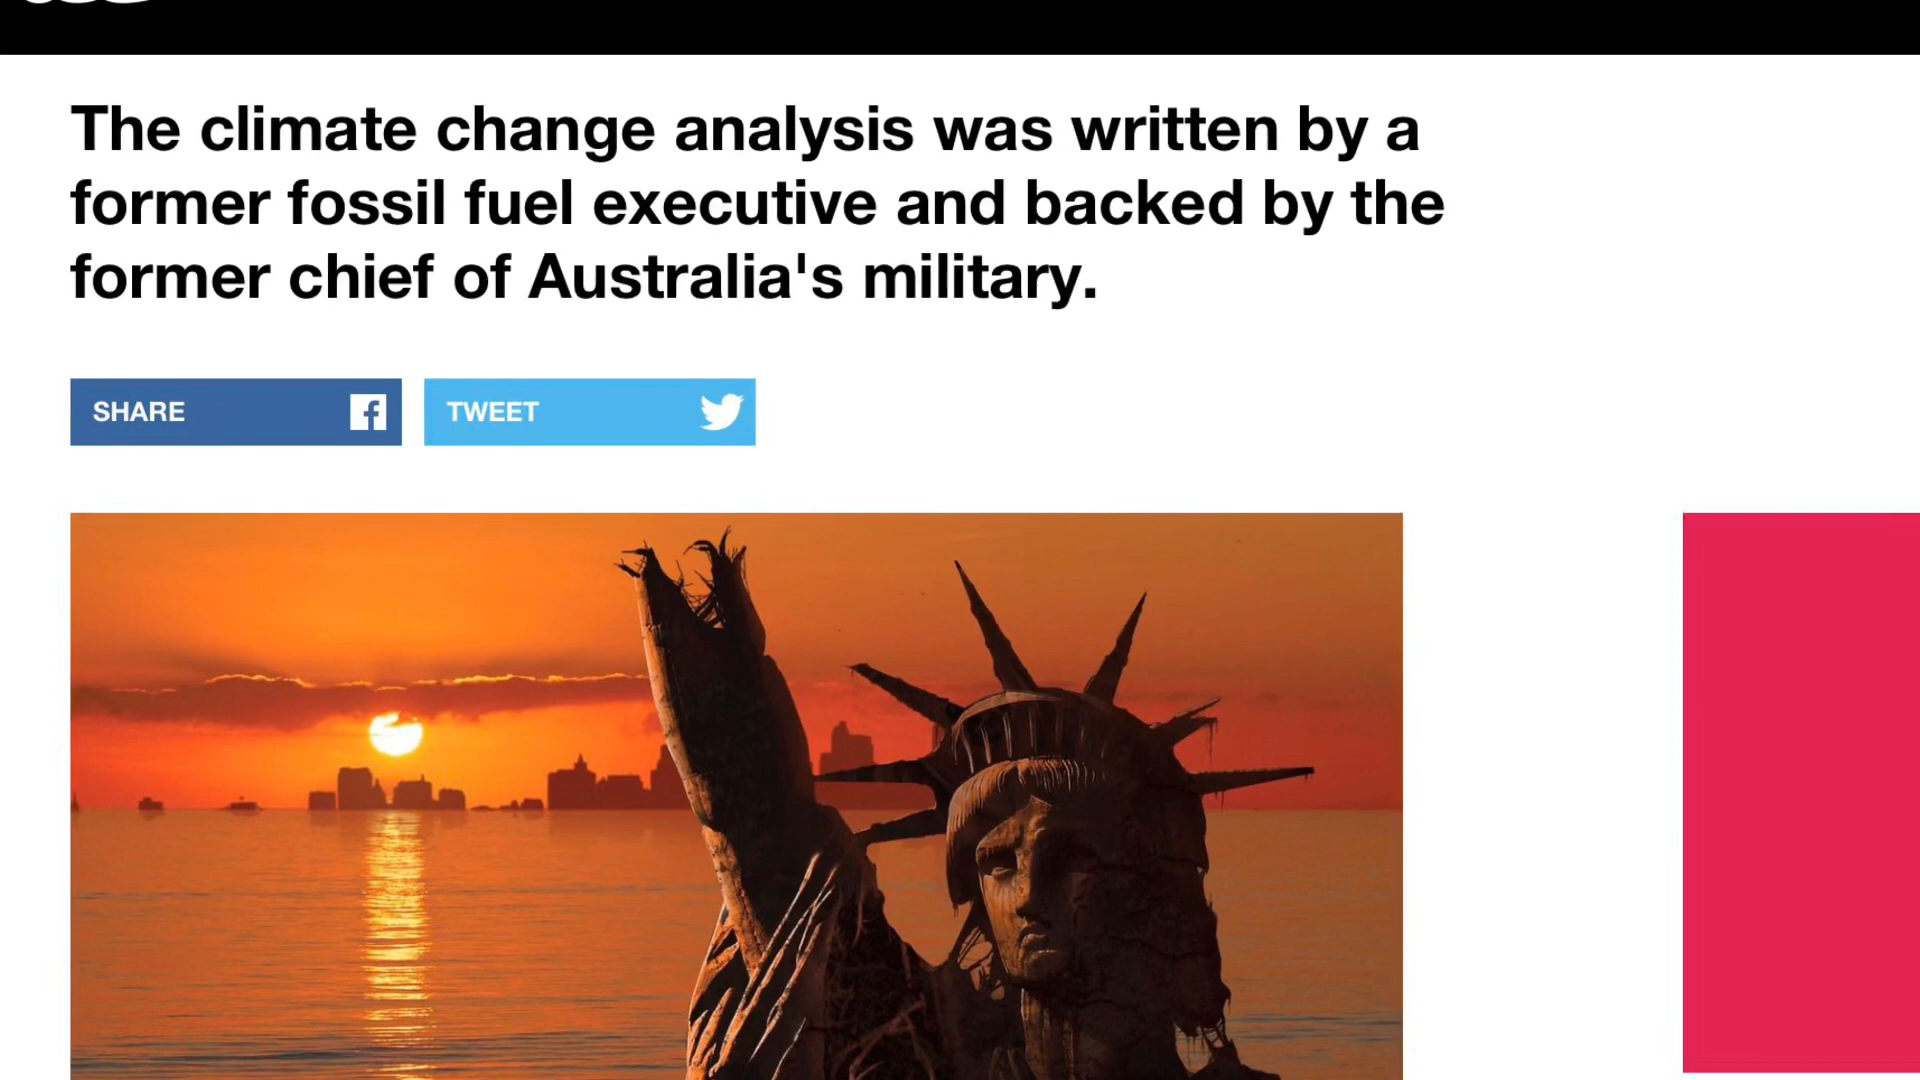 The climate change analysis was written by a
former fossil fuel executive and backed by the
former chief of Australia's military.
SHARE
TWEET